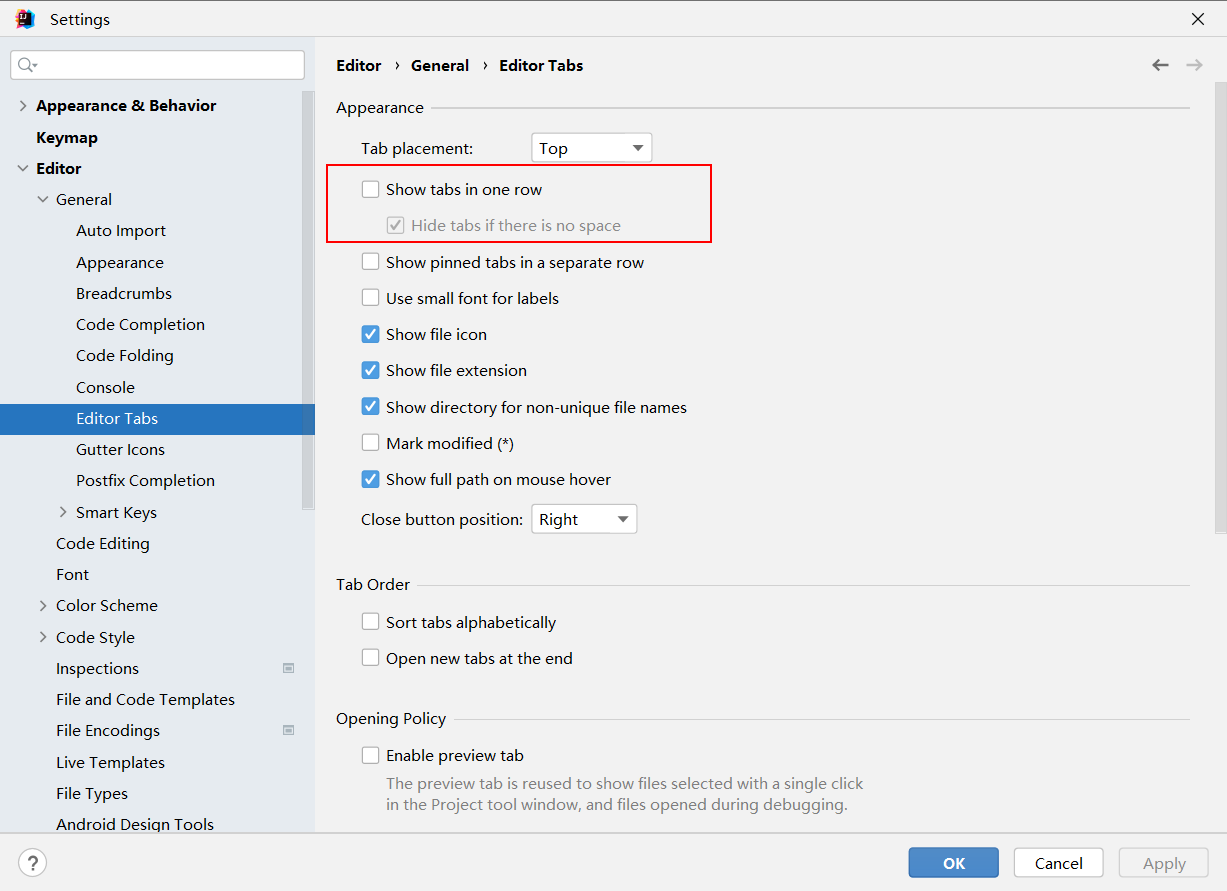 Settings
Appearance & Behavior
Keymap
Editor
General
Auto Import
Appearance
Breadcrumbs
Code Completion
Code Folding
Console
Editor Tabs
Gutter Icons
Postfix Completion
Smart Keys
Code Editing
Font
Color Scheme
Code Style
Inspections
File and Code Templates
File Encodings
Live Templates
File Types
Android Design Tools
Editor › General › Editor Tabs
Appearance
Tab placement: Top
Show tabs in one row
Hide tabs if there is no space
Show pinned tabs in a separate row
Use small font for labels
Show file icon
Show file extension
Show directory for non-unique file names
Mark modified (*)
Show full path on mouse hover
Close button position: Right
Tab Order
Sort tabs alphabetically
Open new tabs at the end
Opening Policy
Enable preview tab
The preview tab is reused to show files selected with a single click
in the Project tool window, and files opened during debugging.
? OK Cancel Apply